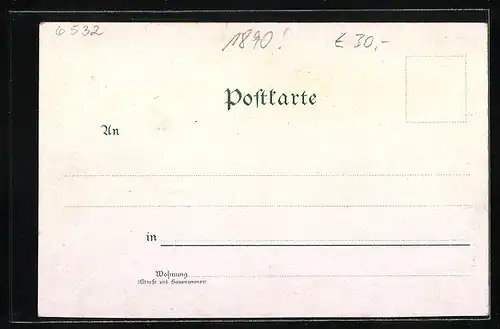 6532 1890! € 30,-
Postkarte
An
in
Wohnung
(Straße und Hausnummer)